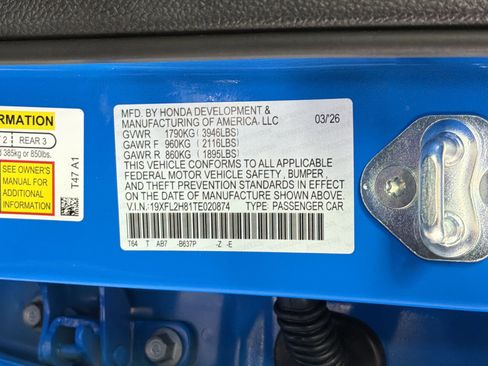 FORMATION
2 REAR 3
385kg or 850lbs.
SEE OWNER'S
MANUAL FOR
ADDITIONAL
INFORMATION
T47 A1
MFD. BY HONDA DEVELOPMENT &
MANUFACTURING OF AMERICA, LLC 03/26
GVWR 1790KG (3946LBS)
GAWR F 960KG (2116LBS)
GAWR R 860KG (1895LBS)
THIS VEHICLE CONFORMS TO ALL APPLICABLE
FEDERAL MOTOR VEHICLE SAFETY, BUMPER,
AND THEFT PREVENTION STANDARDS IN EFFECT
ON THE DATE OF MANUFACTURE SHOWN ABOVE.
V.I.N.:19XFL2H81TE020874 TYPE: PASSENGER CAR
T64 T AB7 -B637P -Z -E